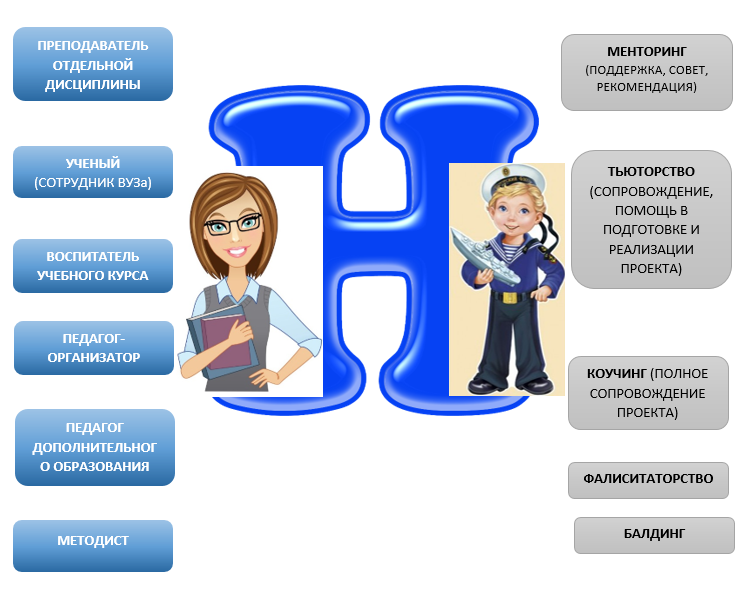 ПРЕПОДАВАТЕЛЬ
ОТДЕЛЬНОЙ
ДИСЦИПЛИНЫ
УЧЕНЫЙ
(СОТРУДНИК ВУЗа)
ВОСПИТАТЕЛЬ
УЧЕБНОГО КУРСА
ПЕДАГОГ-
ОРГАНИЗАТОР
ПЕДАГОГ
ДОПОЛНИТЕЛЬНОГ
О ОБРАЗОВАНИЯ
МЕТОДИСТ
Н
МЕНТОРИНГ
(ПОДДЕРЖКА, СОВЕТ,
РЕКОМЕНДАЦИЯ)
ТЬЮТОРСТВО
(СОПРОВОЖДЕНИЕ,
ПОМОЩЬ В
ПОДГОТОВКЕ И
РЕАЛИЗАЦИИ
ПРОЕКТА)
КОУЧИНГ (ПОЛНОЕ
СОПРОВОЖДЕНИЕ
ПРОЕКТА)
ФАЛИСИТАТОРСТВО
БАЛДИНГ